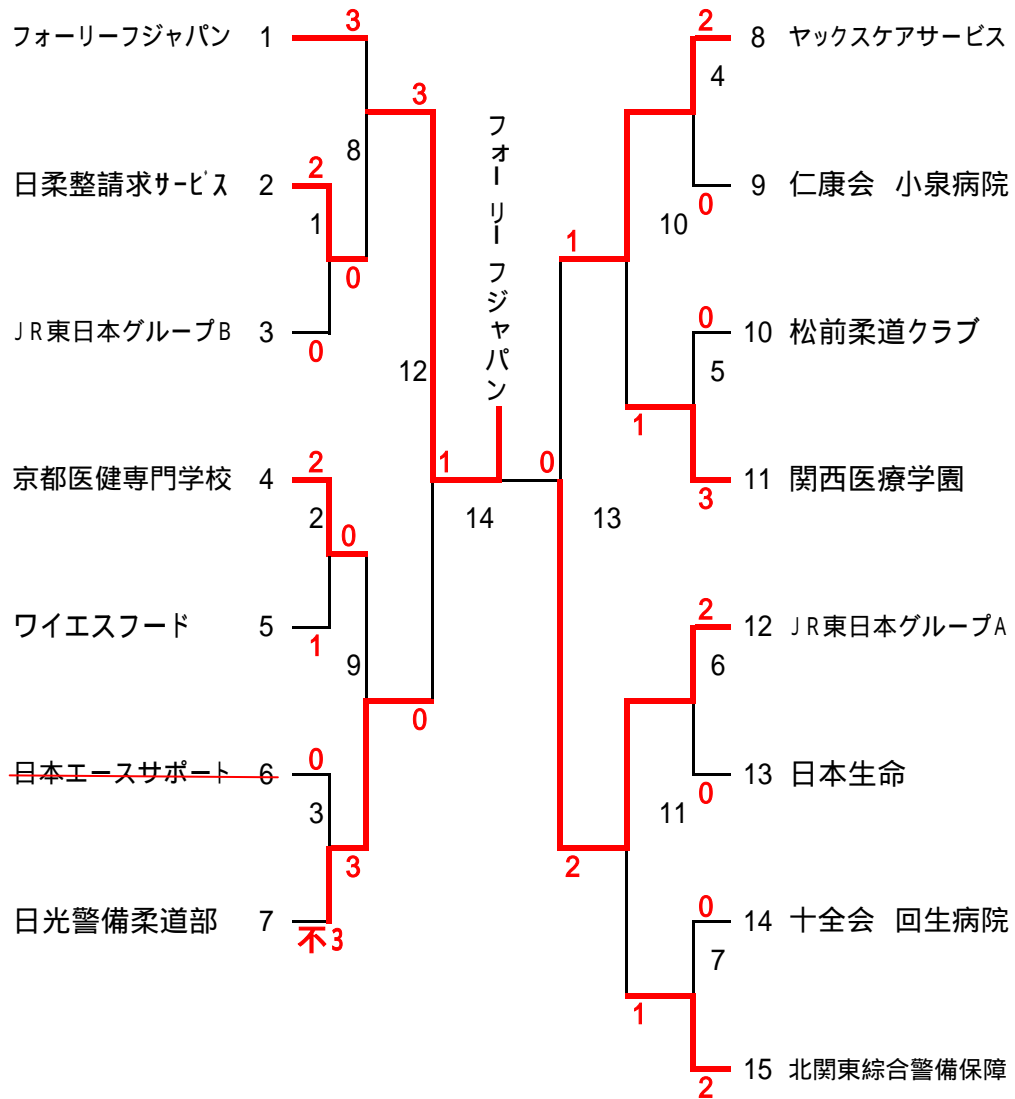 3
フォーリーフジャパン 1
3
8
日柔整請求サービス 2
2
1
0
JR東日本グループB 3
0
12
京都医健専門学校 4
2
2
0
ワイエスフード 5
1
9
0
日本エースサポート 6
0
3
3
日光警備柔道部 7
不3
フォーリーフジャパン
1
14
0
13
2
8 ヤックスケアサービス
4
9 仁康会 小泉病院
0
10
1
0
10 松前柔道クラブ
5
1
11 関西医療学園
3
2
12 JR東日本グループA
6
13 日本生命
0
11
2
0
14 十全会 回生病院
7
1
15 北関東綜合警備保障
2